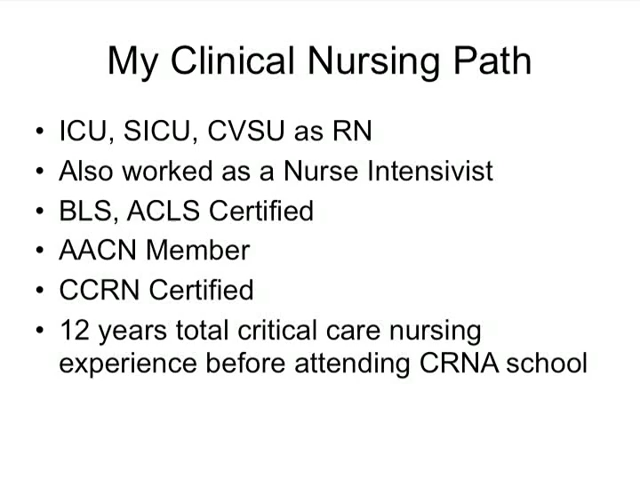 My Clinical Nursing Path
• ICU, SICU, CVSU as RN
• Also worked as a Nurse Intensivist
• BLS, ACLS Certified
• AACN Member
• CCRN Certified
• 12 years total critical care nursing
experience before attending CRNA school